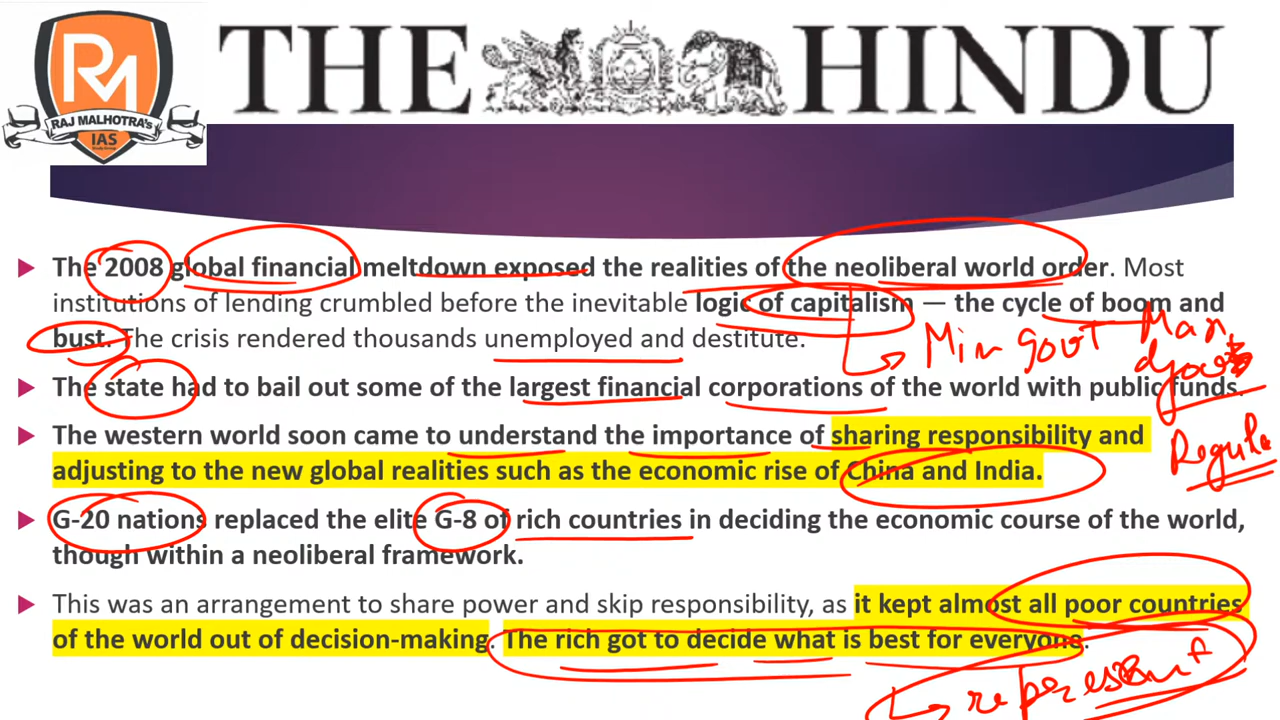 RM
RAJ MALHOTRA'S
IAS
THE HINDU
The 2008 global financial meltdown exposed the realities of the neoliberal world order. Most
institutions of lending crumbled before the inevitable logic of capitalism — the cycle of boom and
bust. The crisis rendered thousands unemployed and destitute.
Min govt Max
The state had to bail out some of the largest financial corporations of the world with public funds.
The western world soon came to understand the importance of sharing responsibility and
adjusting to the new global realities such as the economic rise of China and India.
G-20 nations replaced the elite G-8 of rich countries in deciding the economic course of the world,
though within a neoliberal framework.
This was an arrangement to share power and skip responsibility, as it kept almost all poor countries
of the world out of decision-making. The rich got to decide what is best for everyone.